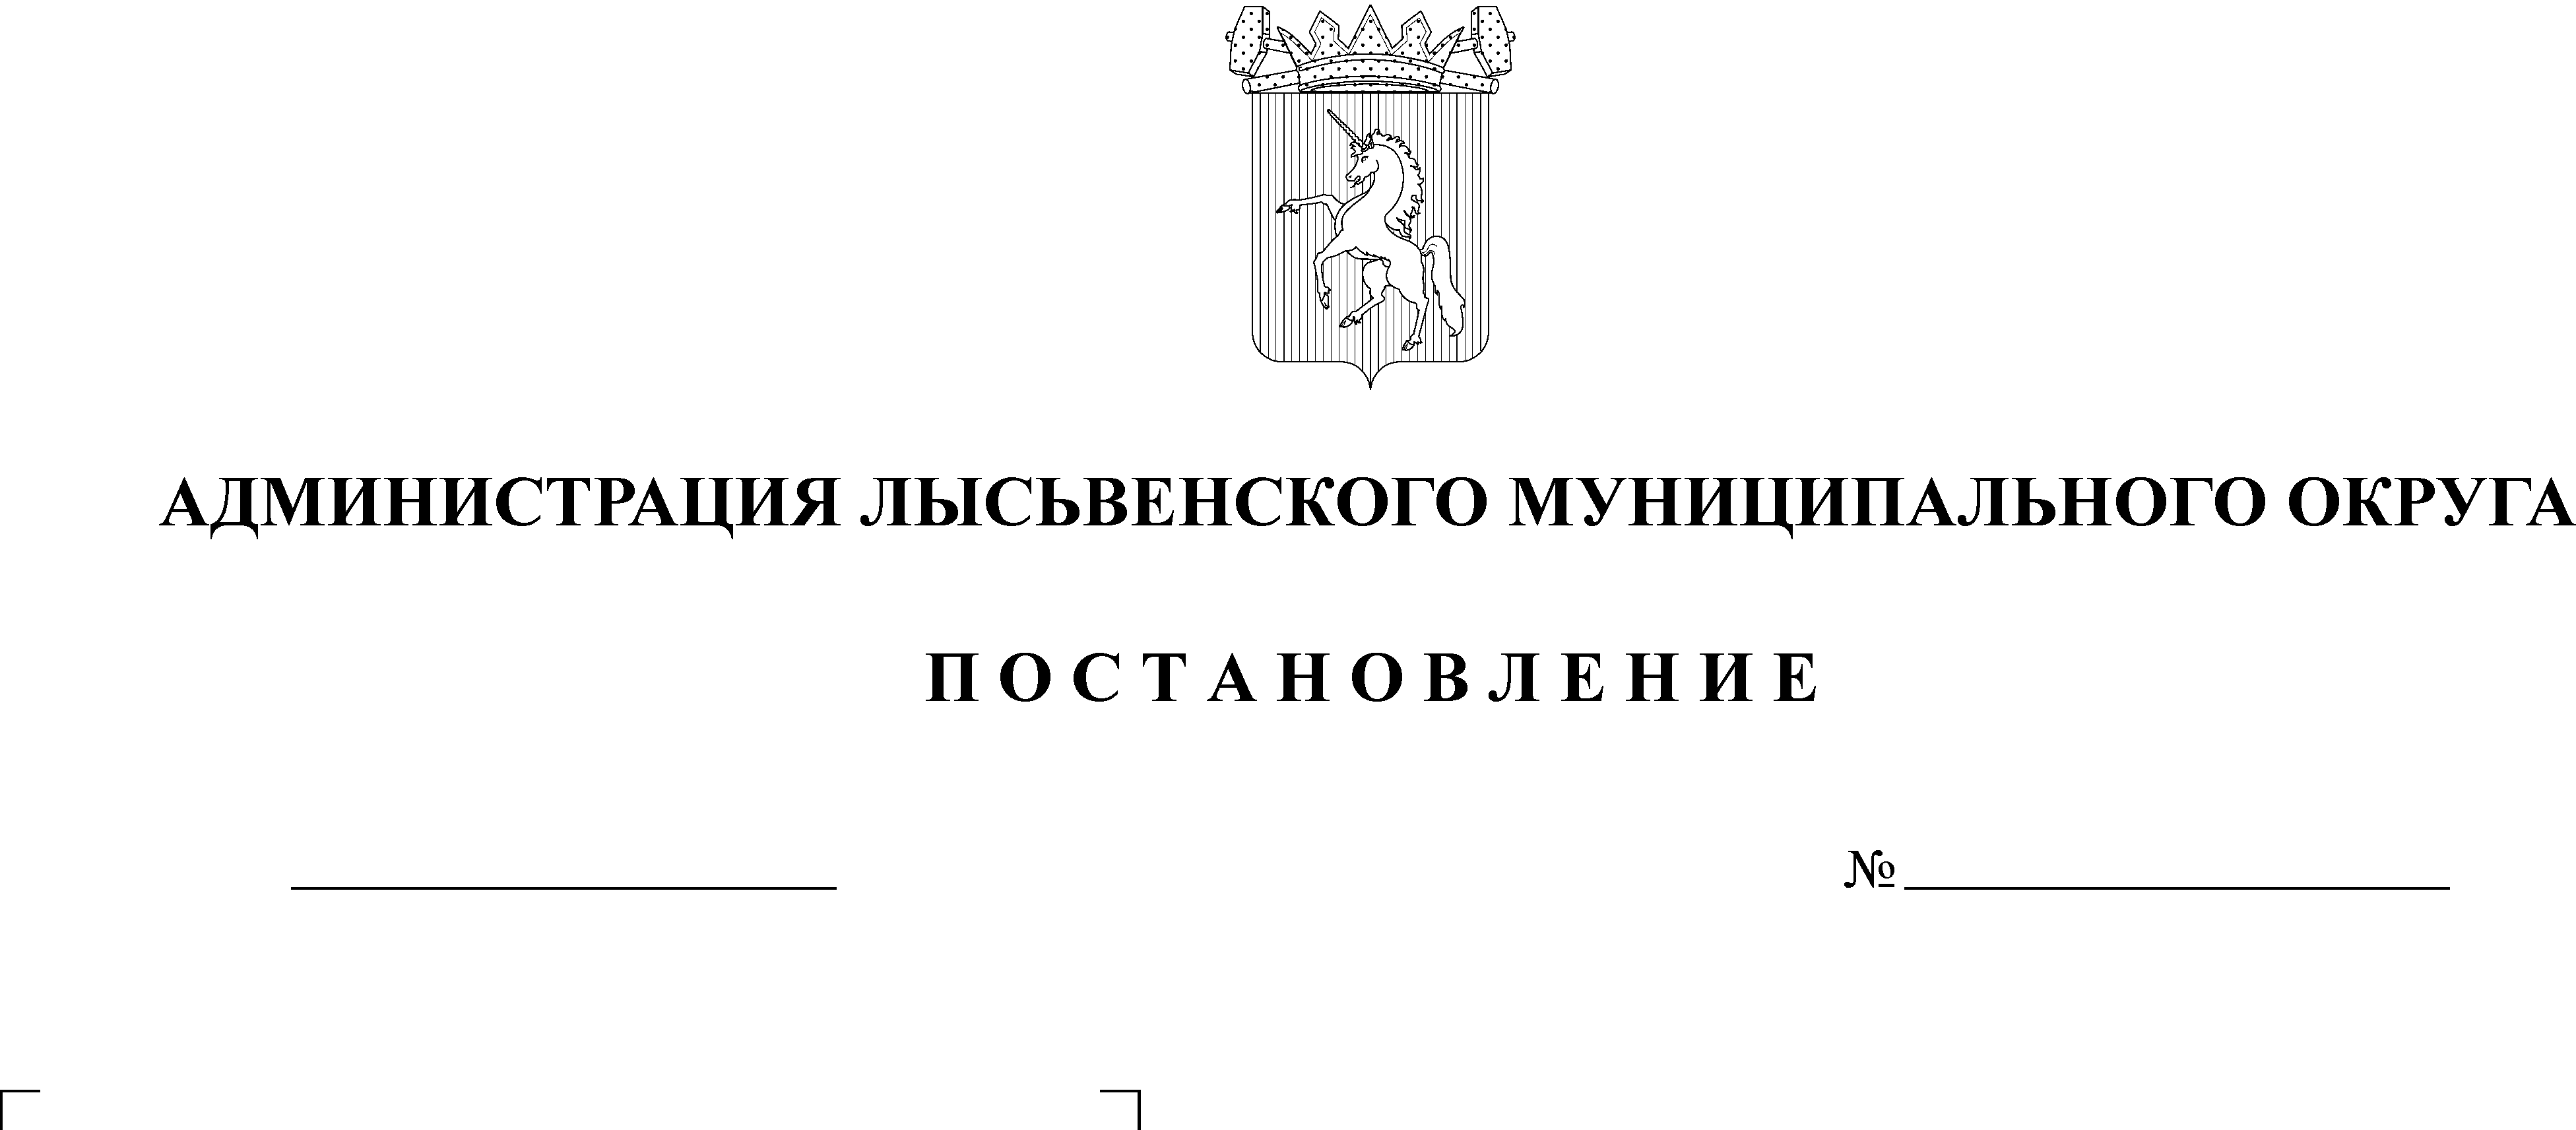 АДМИНИСТРАЦИЯ ЛЫСЬВЕНСКОГО МУНИЦИПАЛЬНОГО ОКРУГА
П О С Т А Н О В Л Е Н И Е
№